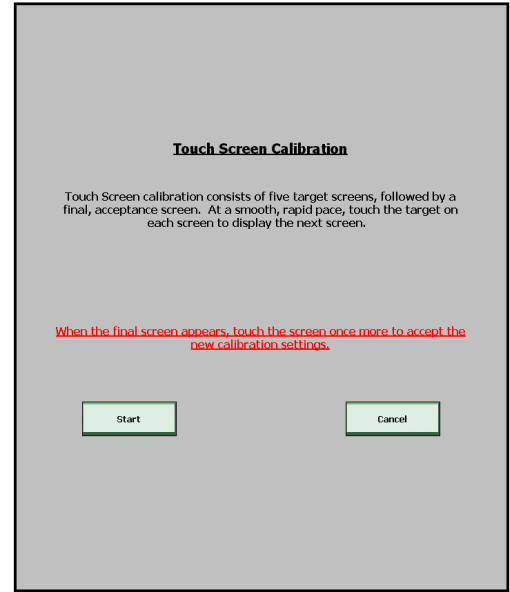 Touch Screen Calibration
Touch Screen calibration consists of five target screens, followed by a
final, acceptance screen. At a smooth, rapid pace, touch the target on
each screen to display the next screen.
When the final screen appears, touch the screen once more to accept the
new calibration settings.
Start
Cancel